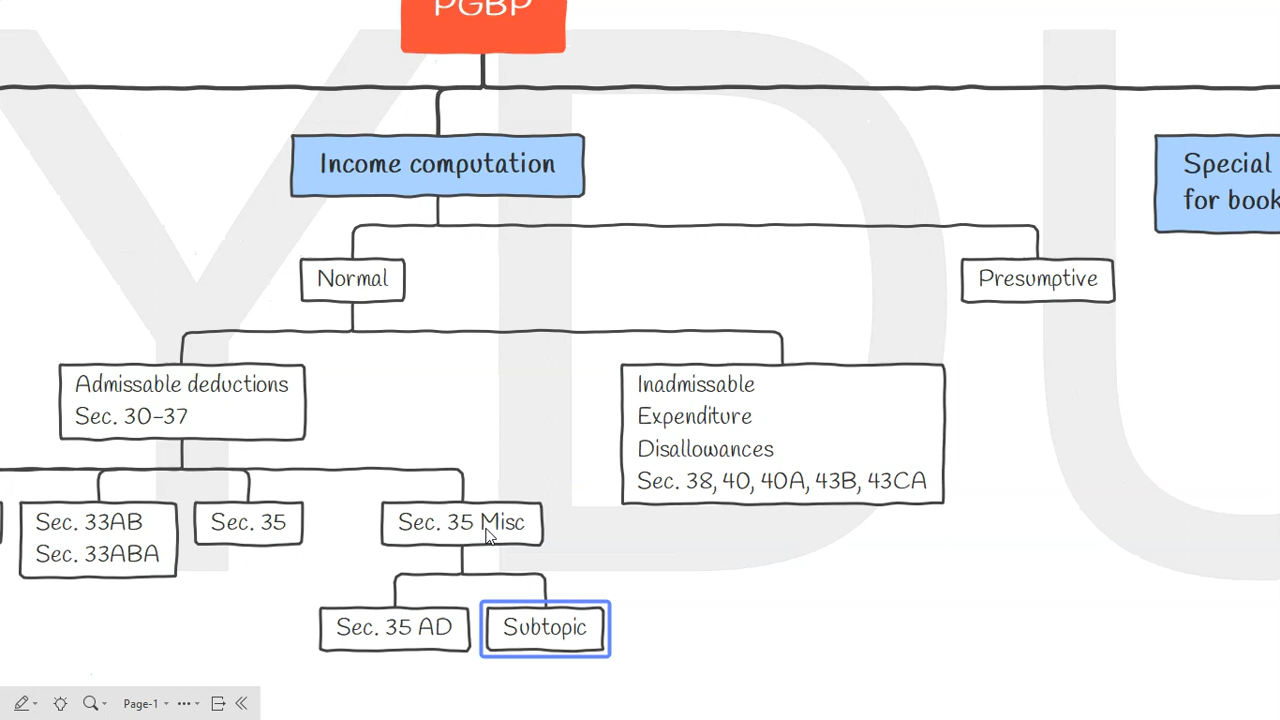 PGBP
Income computation
Special
for book
Normal
Presumptive
Admissable deductions
Sec. 30-37
Inadmissable
Expenditure
Disallowances
Sec. 38, 40, 40A, 43B, 43CA
Sec. 33AB
Sec. 33ABA
Sec. 35
Sec. 35 Misc
Sec. 35 AD
Subtopic
Page-1
YDU